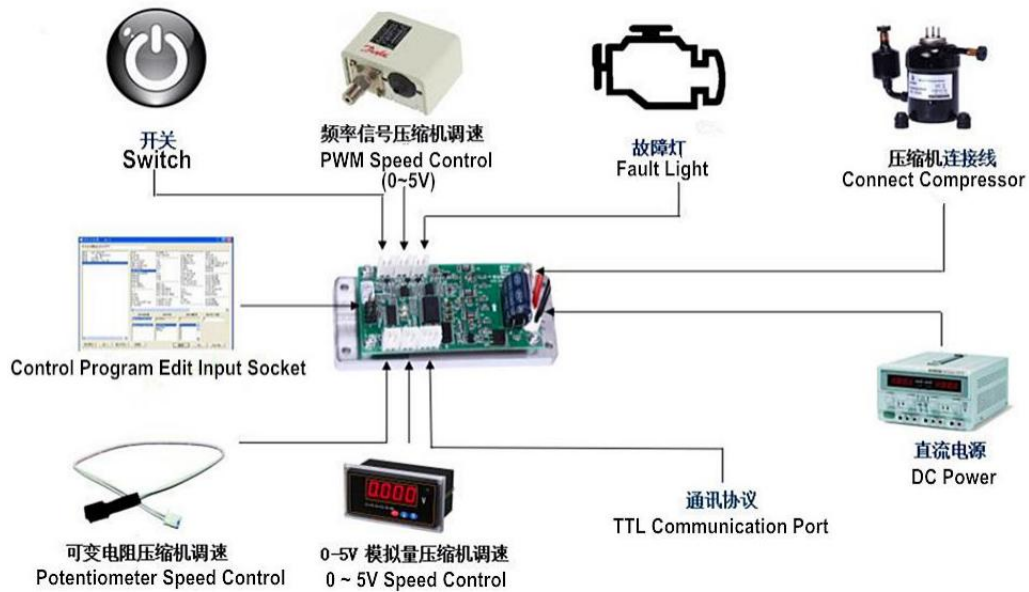 开关
Switch
频率信号压缩机调速
PWM Speed Control
(0~5V)
故障灯
Fault Light
压缩机连接线
Connect Compressor
Danfoss
Control Program Edit Input Socket
直流电源
DC Power
可变电阻压缩机调速
Potentiometer Speed Control
0.000 V
0-5V 模拟量压缩机调速
0 ~ 5V Speed Control
通讯协议
TTL Communication Port